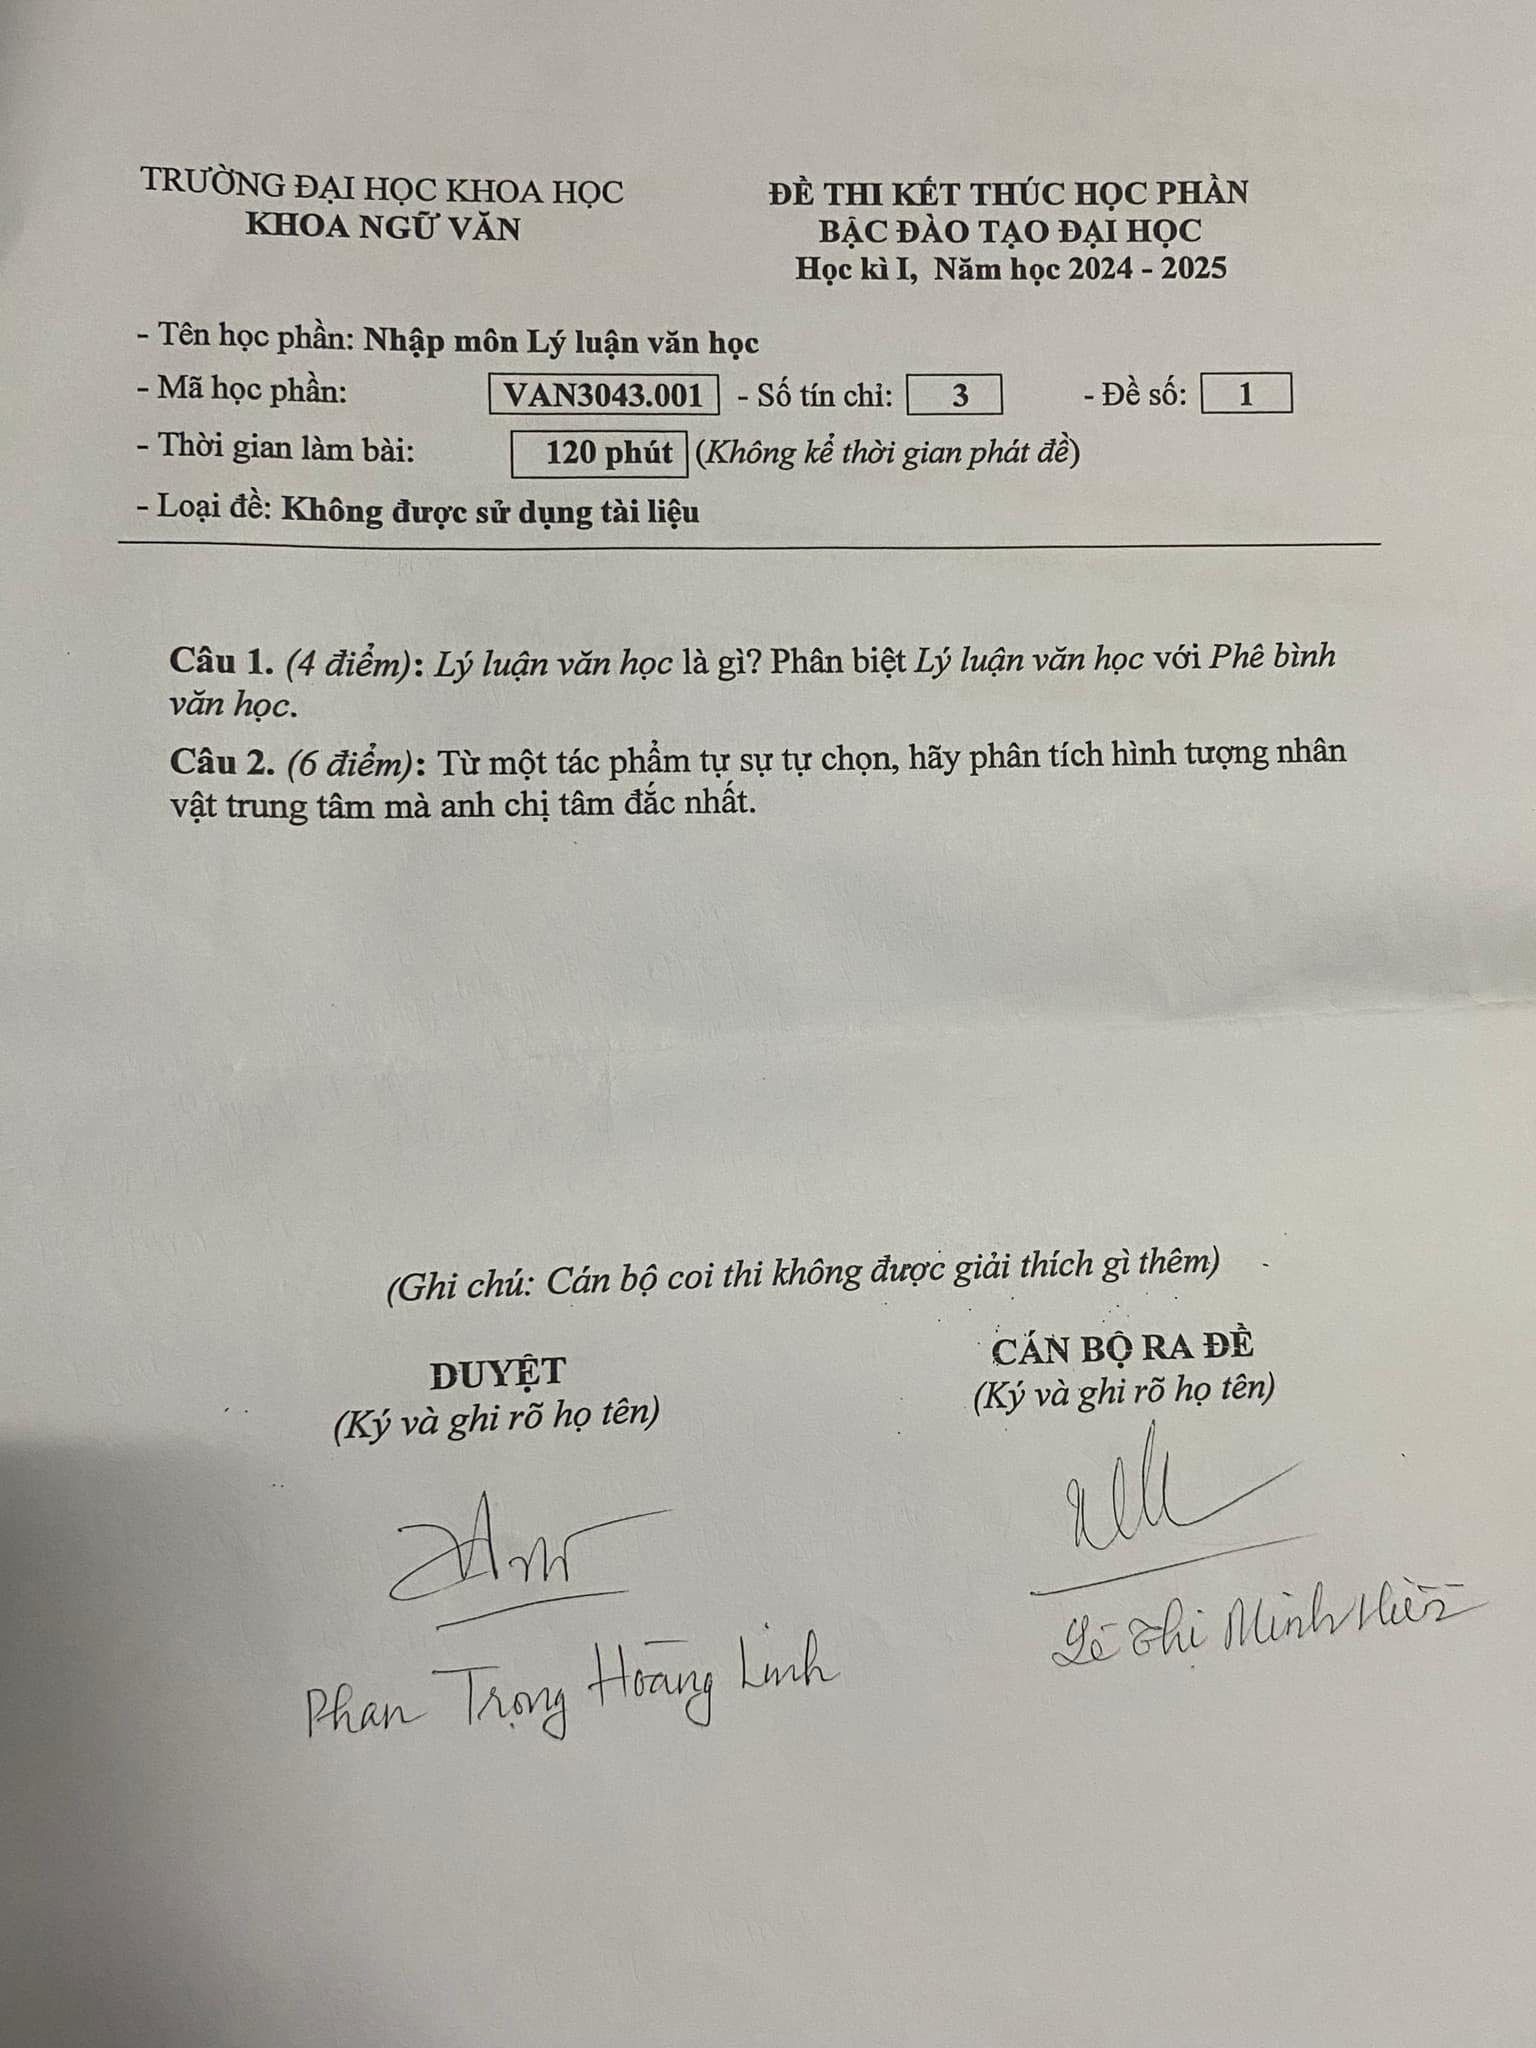 TRƯỜNG ĐẠI HỌC KHOA HỌC
KHOA NGỮ VĂN
ĐỀ THI KẾT THÚC HỌC PHẦN
BẬC ĐÀO TẠO ĐẠI HỌC
Học kì I, Năm học 2024 - 2025
- Tên học phần: Nhập môn Lý luận văn học
- Mã học phần: VAN3043.001 - Số tín chỉ: 3 - Đề số: 1
- Thời gian làm bài: 120 phút (Không kể thời gian phát đề)
- Loại đề: Không được sử dụng tài liệu
Câu 1. (4 điểm): Lý luận văn học là gì? Phân biệt Lý luận văn học với Phê bình
văn học.
Câu 2. (6 điểm): Từ một tác phẩm tự sự tự chọn, hãy phân tích hình tượng nhân
vật trung tâm mà anh chị tâm đắc nhất.
(Ghi chú: Cán bộ coi thi không được giải thích gì thêm)
DUYỆT
(Ký và ghi rõ họ tên)
Phan Trọng Hoàng Linh
CÁN BỘ RA ĐỀ
(Ký và ghi rõ họ tên)
Lê Thị Minh Hiền